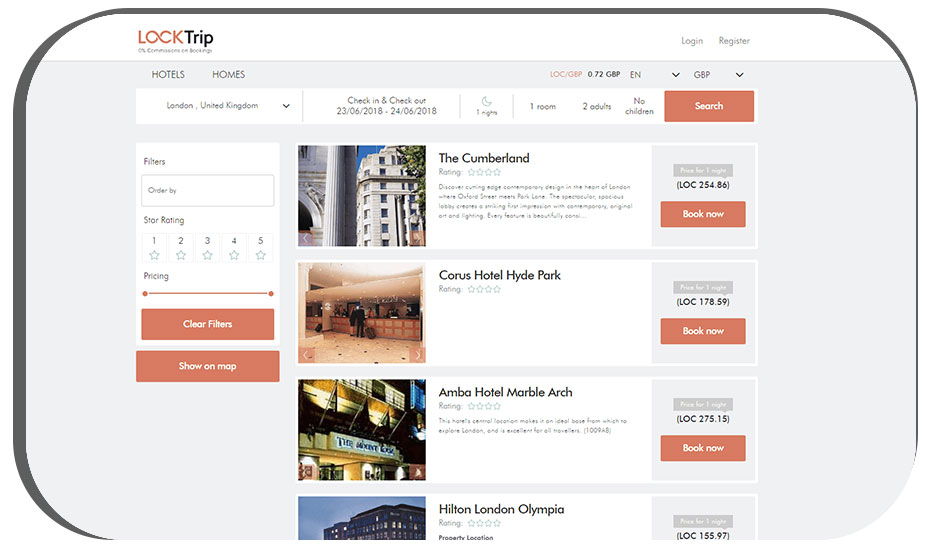 LOCKTrip
0% Commissions on Bookings
Login Register
HOTELS HOMES
LOC/GBP 0.72 GBP EN GBP
London , United Kingdom
Check in & Check out
23/06/2018 - 24/06/2018
1 nights
1 room
2 adults
No children
Search
Filters
Order by
Star Rating
1 2 3 4 5
Pricing
Clear Filters
Show on map
The Cumberland
Rating:
Discover cutting edge contemporary design in the heart of London
where Oxford Street meets Park Lane. The spectacular, spacious
lobby creates a striking first impression with contemporary, original
art and lighting. Every feature is beautifully consi...
Price for 1 night
(LOC 254.86)
Book now
Corus Hotel Hyde Park
Rating:
Price for 1 night
(LOC 178.59)
Book now
Amba Hotel Marble Arch
Rating:
This hotel's central location makes it an ideal base from which to
explore London, and is excellent for all travellers. (1009AB)
Price for 1 night
(LOC 275.15)
Book now
Hilton London Olympia
Rating:
Property Location
Price for 1 night
(LOC 155.97)